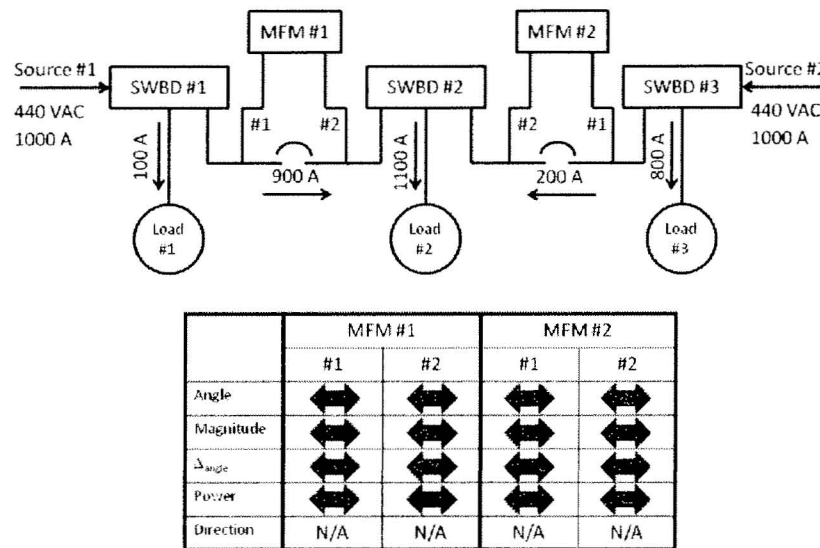 MFM #1 MFM #2
Source #1 SWBD #1 SWBD #2 SWBD #3 Source #2
440 VAC #1 #2 #2 #1 440 VAC
1000 A 1000 A
100 A 900 A 1100 A 200 A 800 A
Load Load Load
#1 #2 #3
MFM #1 MFM #2
#1 #2 #1 #2
Angle
Magnitude
Δangle
Power
Direction N/A N/A N/A N/A